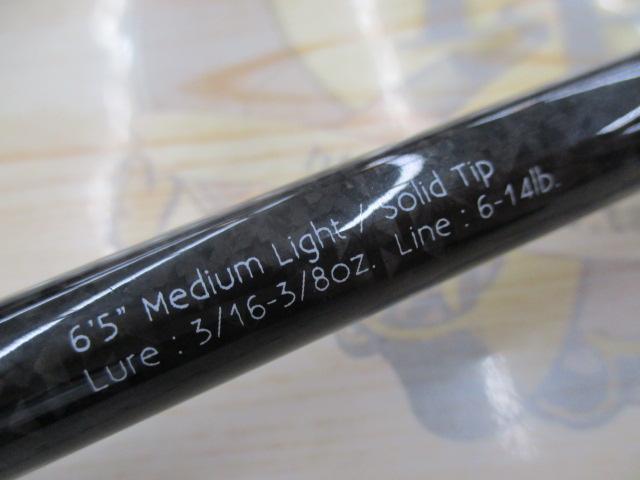 6'5" Medium Light / Solid Tip
Lure : 3/16-3/8oz. Line : 6-14lb.